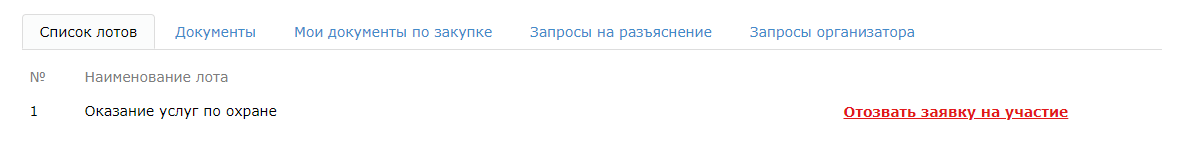 Список лотов Документы Мои документы по закупке Запросы на разъяснение Запросы организатора
№ Наименование лота
1 Оказание услуг по охране Отозвать заявку на участие